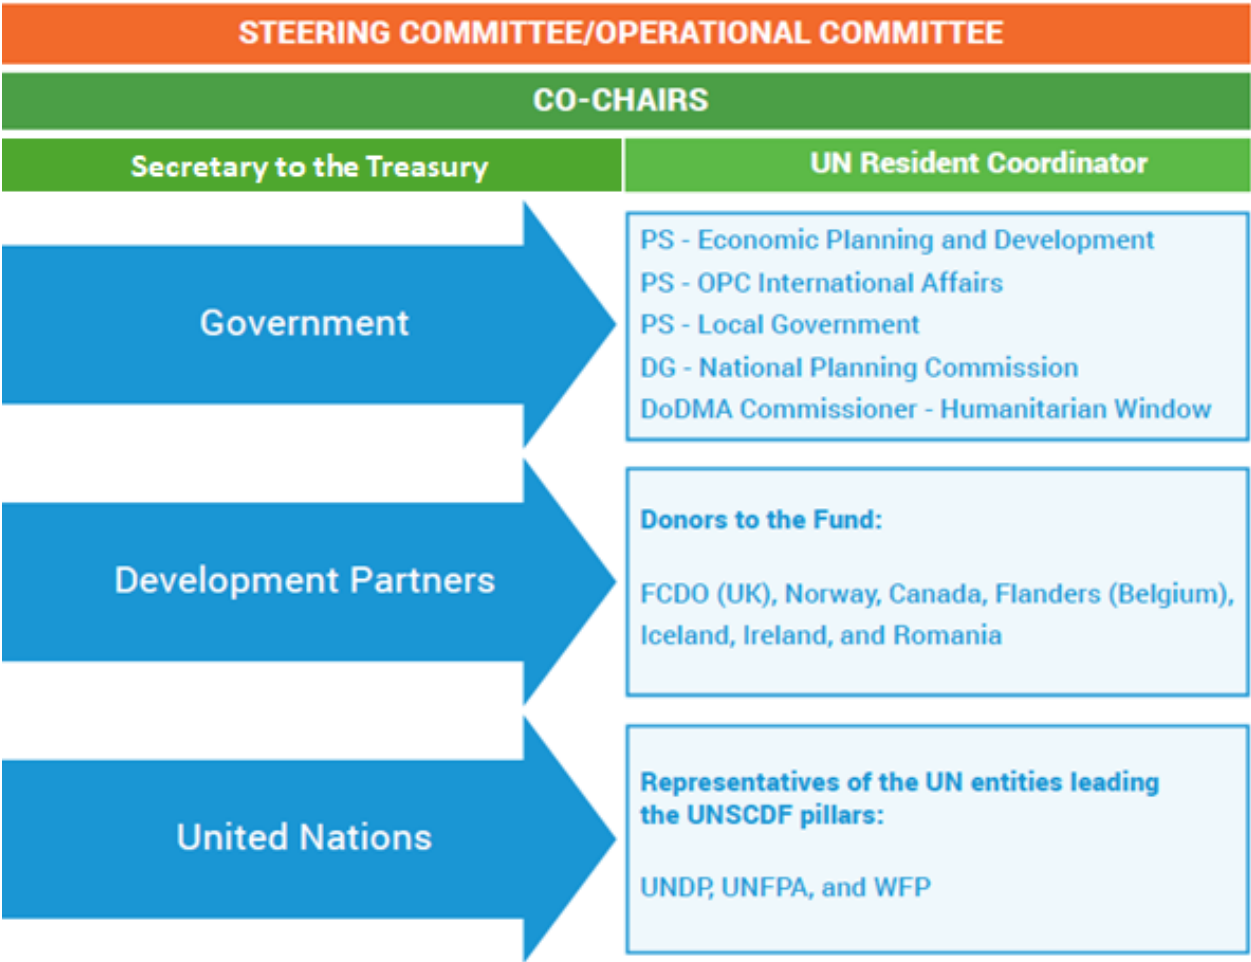 STEERING COMMITTEE/OPERATIONAL COMMITTEE
CO-CHAIRS
Secretary to the Treasury
UN Resident Coordinator
Government
PS - Economic Planning and Development
PS - OPC International Affairs
PS - Local Government
DG - National Planning Commission
DoDMA Commissioner - Humanitarian Window
Development Partners
Donors to the Fund:
FCDO (UK), Norway, Canada, Flanders (Belgium),
Iceland, Ireland, and Romania
United Nations
Representatives of the UN entities leading
the UNSCDF pillars:
UNDP, UNFPA, and WFP